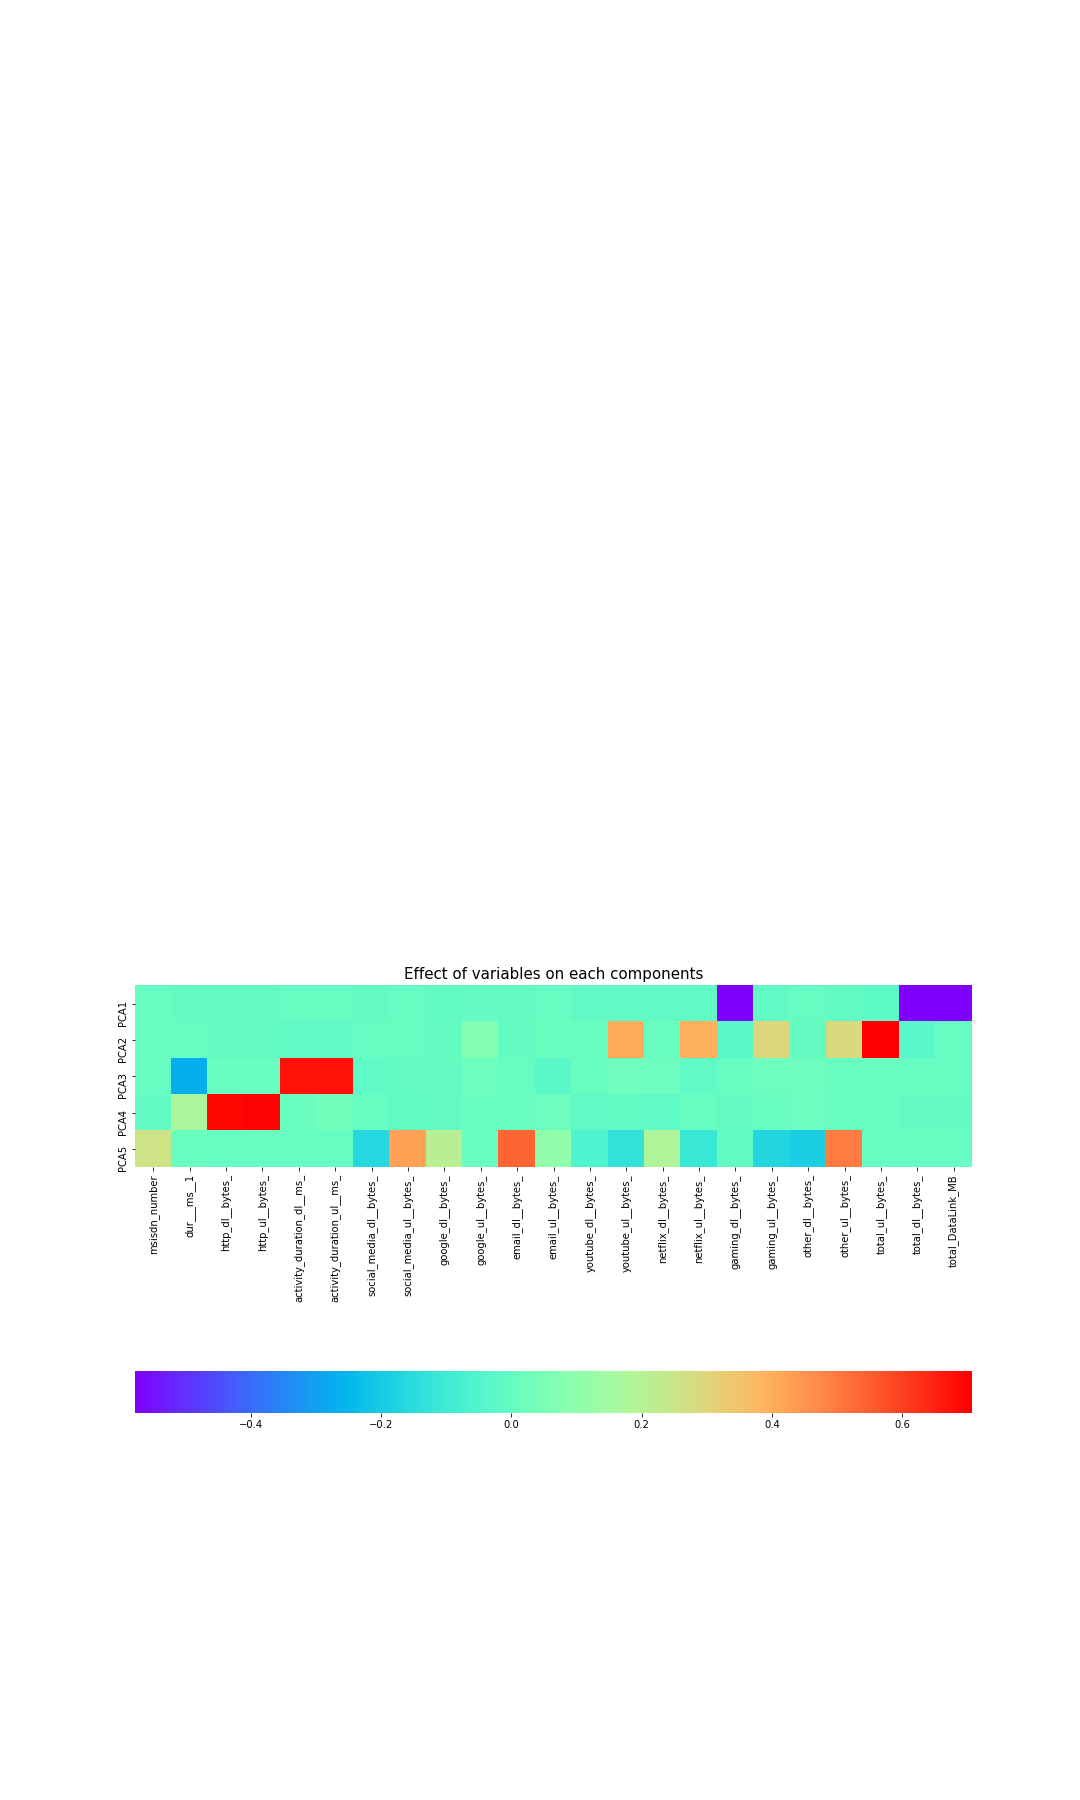 Effect of variables on each components
PCA1
PCA2
PCA3
PCA4
PCA5
msisdn_number
dur___ms__1
http_dl__bytes_
http_ul__bytes_
activity_duration_dl__ms_
activity_duration_ul__ms_
social_media_dl__bytes_
social_media_ul__bytes_
google_dl__bytes_
google_ul__bytes_
email_dl__bytes_
email_ul__bytes_
youtube_dl__bytes_
youtube_ul__bytes_
netflix_dl__bytes_
netflix_ul__bytes_
gaming_dl__bytes_
gaming_ul__bytes_
other_dl__bytes_
other_ul__bytes_
total_ul__bytes_
total_dl__bytes_
total_DataLink_MB
−0.4 −0.2 0.0 0.2 0.4 0.6